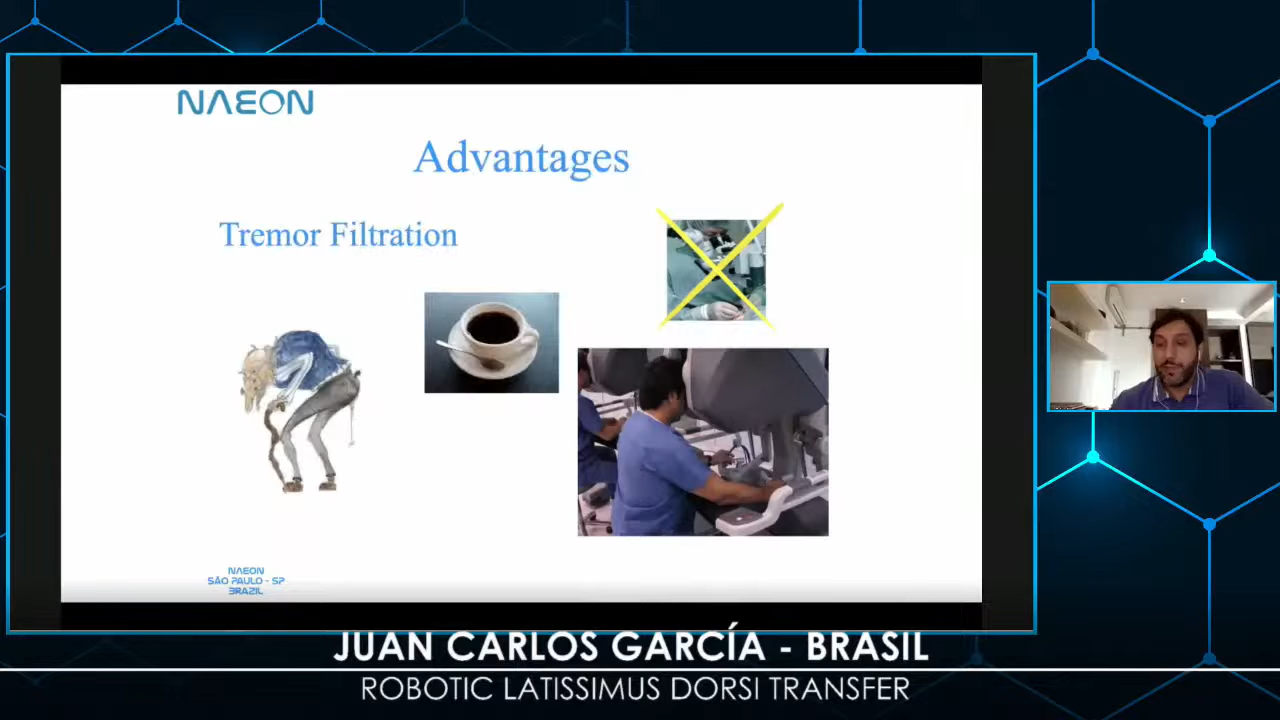 NAEON
Advantages
Tremor Filtration
NAEON
SÃO PAULO - SP
BRAZIL
JUAN CARLOS GARCÍA - BRASIL
ROBOTIC LATISSIMUS DORSI TRANSFER